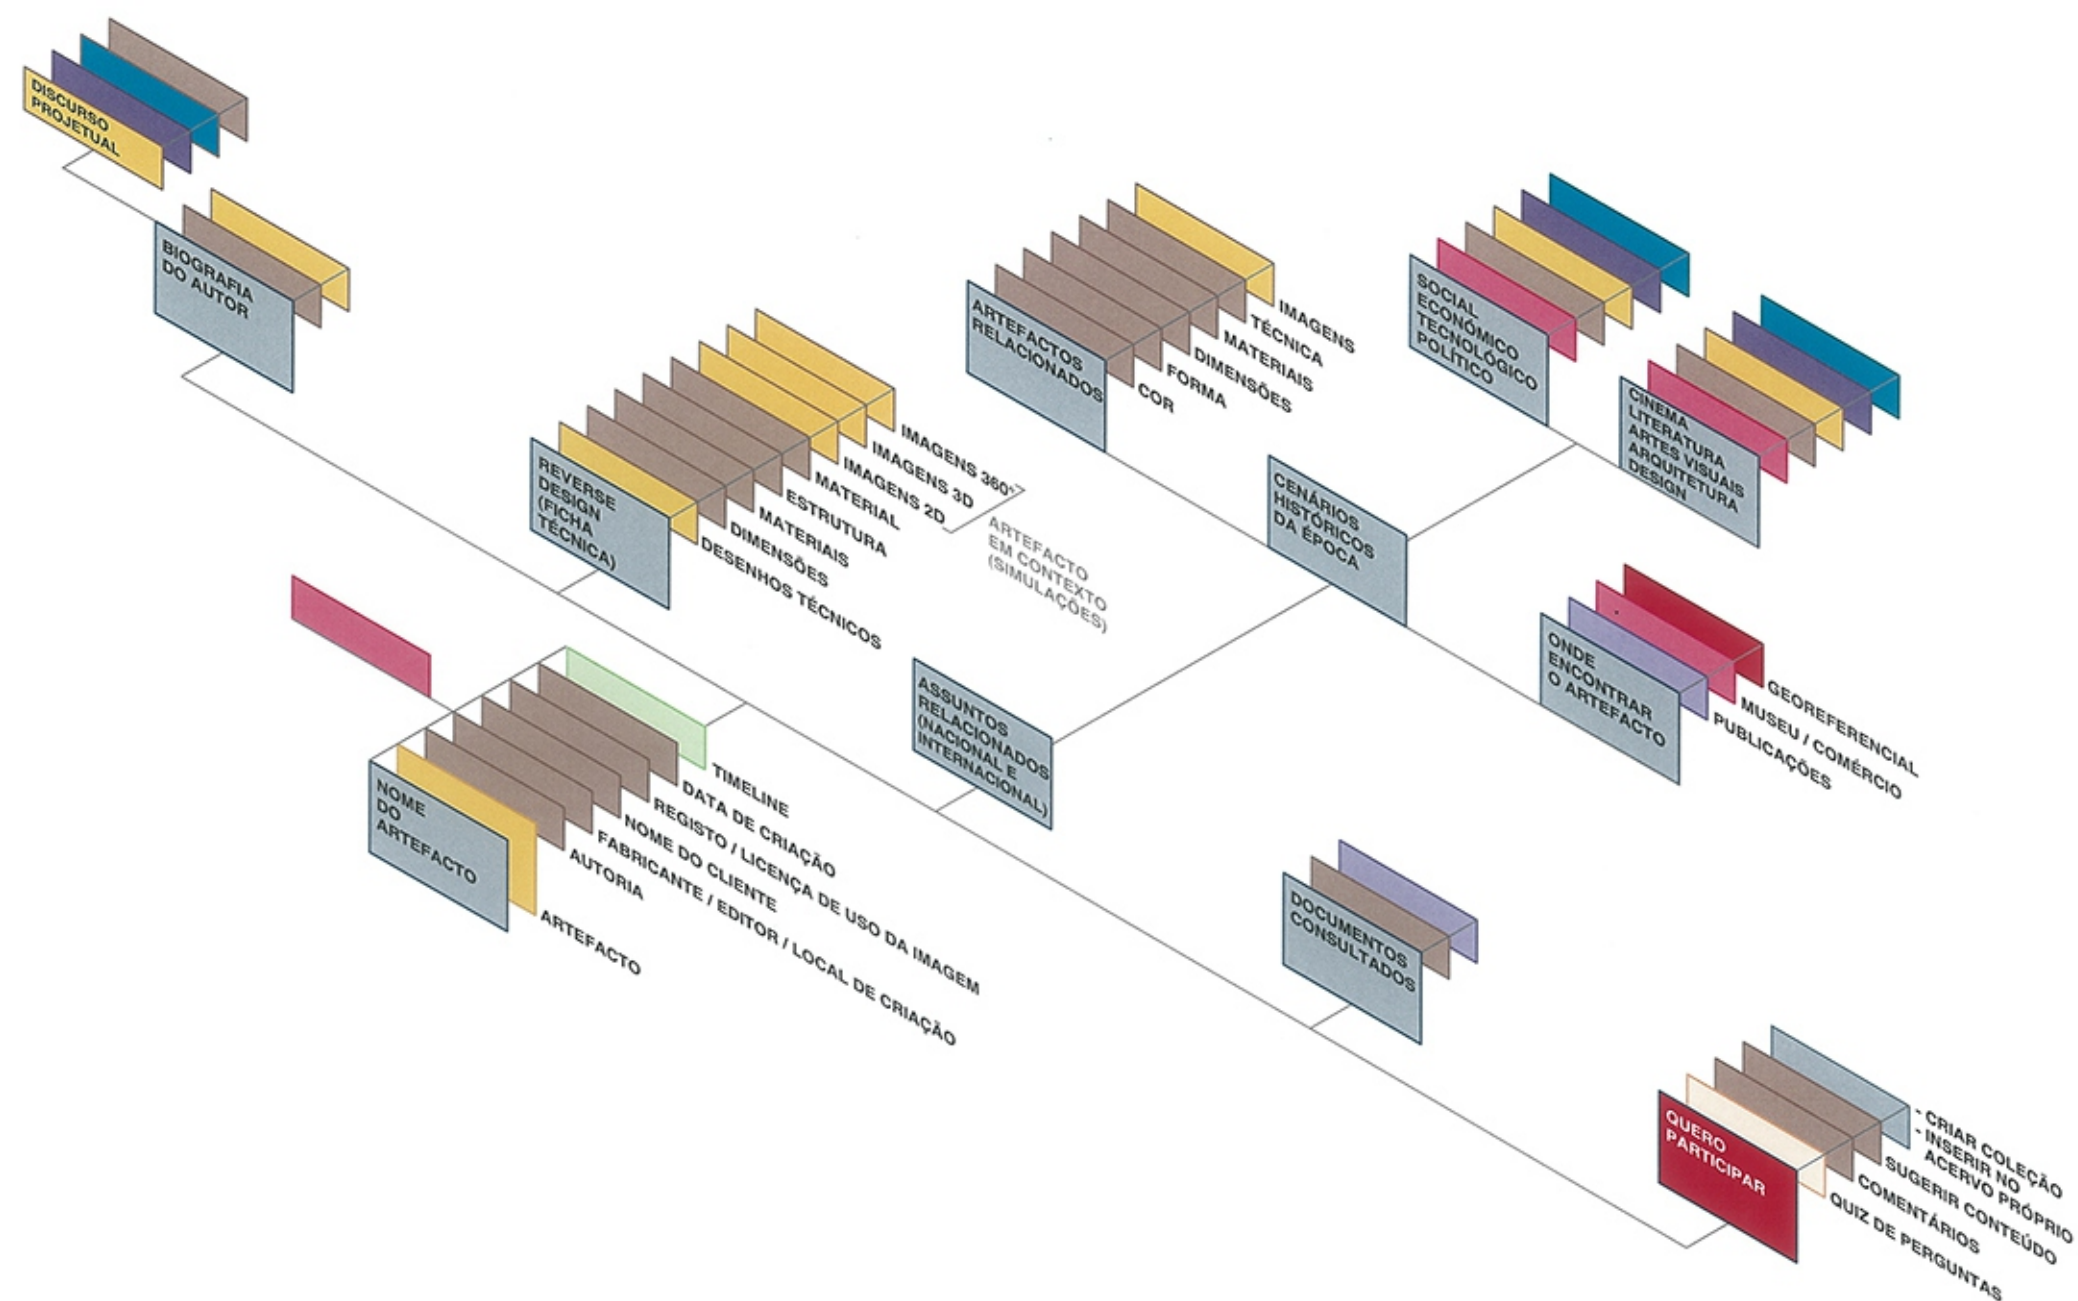 DISCURSO
PROJETUAL
BIOGRAFIA
DO AUTOR
REVERSE
DESIGN
(FICHA
TÉCNICA)
IMAGENS 360º
IMAGENS 3D
IMAGENS 2D
MATERIAL
ESTRUTURA
MATERIAIS
DIMENSÕES
DESENHOS TÉCNICOS
ARTEFACTO
EM CONTEXTO
(SIMULAÇÕES)
ARTEFACTOS
RELACIONADOS
IMAGENS
TÉCNICA
MATERIAIS
DIMENSÕES
FORMA
COR
SOCIAL
ECONÓMICO
TECNOLÓGICO
POLÍTICO
CINEMA
LITERATURA
ARTES VISUAIS
ARQUITETURA
DESIGN
CENÁRIOS
HISTÓRICOS
DA ÉPOCA
ONDE
ENCONTRAR
O ARTEFACTO
GEOREFERENCIAL
MUSEU / COMÉRCIO
PUBLICAÇÕES
ASSUNTOS
RELACIONADOS
(NACIONAL E
INTERNACIONAL)
NOME
DO
ARTEFACTO
TIMELINE
DATA DE CRIAÇÃO
REGISTO / LICENÇA DE USO DA IMAGEM
NOME DO CLIENTE
FABRICANTE / EDITOR / LOCAL DE CRIAÇÃO
AUTORIA
ARTEFACTO
DOCUMENTOS
CONSULTADOS
QUERO
PARTICIPAR
- CRIAR COLEÇÃO
- INSERIR NO
ACERVO PRÓPRIO
SUGERIR CONTEÚDO
COMENTÁRIOS
QUIZ DE PERGUNTAS